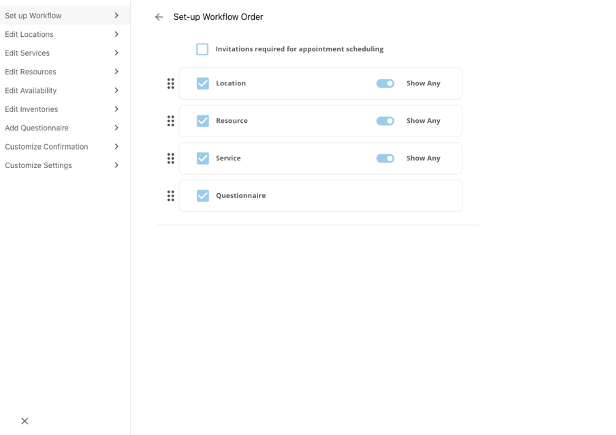 Set up Workflow
Edit Locations
Edit Services
Edit Resources
Edit Availability
Edit Inventories
Add Questionnaire
Customize Confirmation
Customize Settings
Set-up Workflow Order
Invitations required for appointment scheduling
Location Show Any
Resource Show Any
Service Show Any
Questionnaire